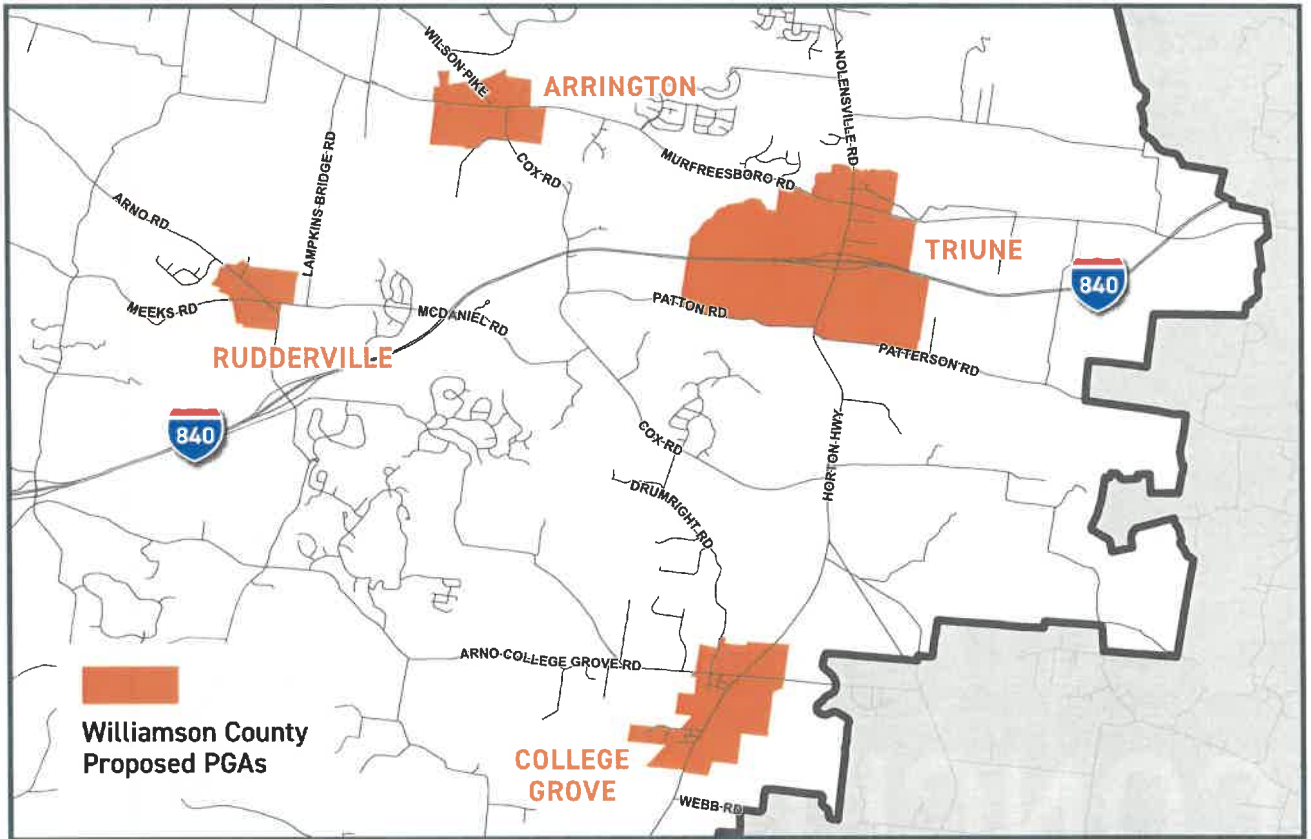 WILSON-PIKE
ARRINGTON
NOLENSVILLE-RD
LAMPKINS-BRIDGE-RD
COX-RD
MURFREESBORO-RD
ARNO-RD
TRIUNE
840
MEEKS-RD
MCDANIEL-RD
PATTON-RD
RUDDERVILLE
PATTERSON-RD
840
COX-RD
HORTON-HWY
DRUMRIGHT-RD
ARNO-COLLEGE GROVE-RD
Williamson County
Proposed PGAs
COLLEGE
GROVE
WEBB-RD